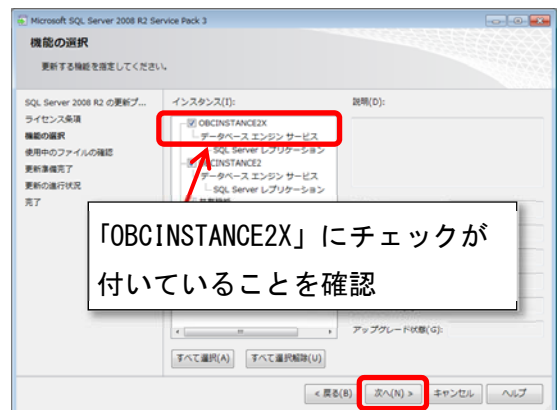 Microsoft SQL Server 2008 R2 Service Pack 3
機能の選択
更新する機能を指定してください。
SQL Server 2008 R2 の更新プ...
ライセンス条項
機能の選択
使用中のファイルの確認
更新準備完了
更新の進行状況
完了
インスタンス(I):
OBCINSTANCE2X
データベース エンジン サービス
SQL Server レプリケーション
OBCINSTANCE2
データベース エンジン サービス
SQL Server レプリケーション
説明(D):
「OBCINSTANCE2X」にチェックが
付いていることを確認
アップグレード状態(G):
すべて選択(A)
すべて選択解除(U)
< 戻る(B)
次へ(N) >
キャンセル
ヘルプ